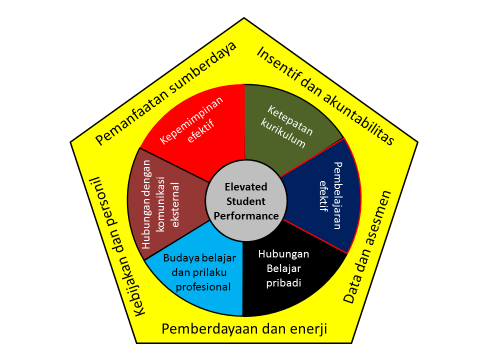 Pemanfaatan sumberdaya
Insentif dan akuntabilitas
Kepemimpinan
efektif
Ketepatan
kurikulum
Hubungan dengan
komunikasi
eksternal
Elevated
Student
Performance
Pembelajaran
efektif
Kebijakan dan personil
Data dan asesmen
Budaya belajar
dan prilaku
profesional
Hubungan
Belajar
pribadi
Pemberdayaan dan enerji